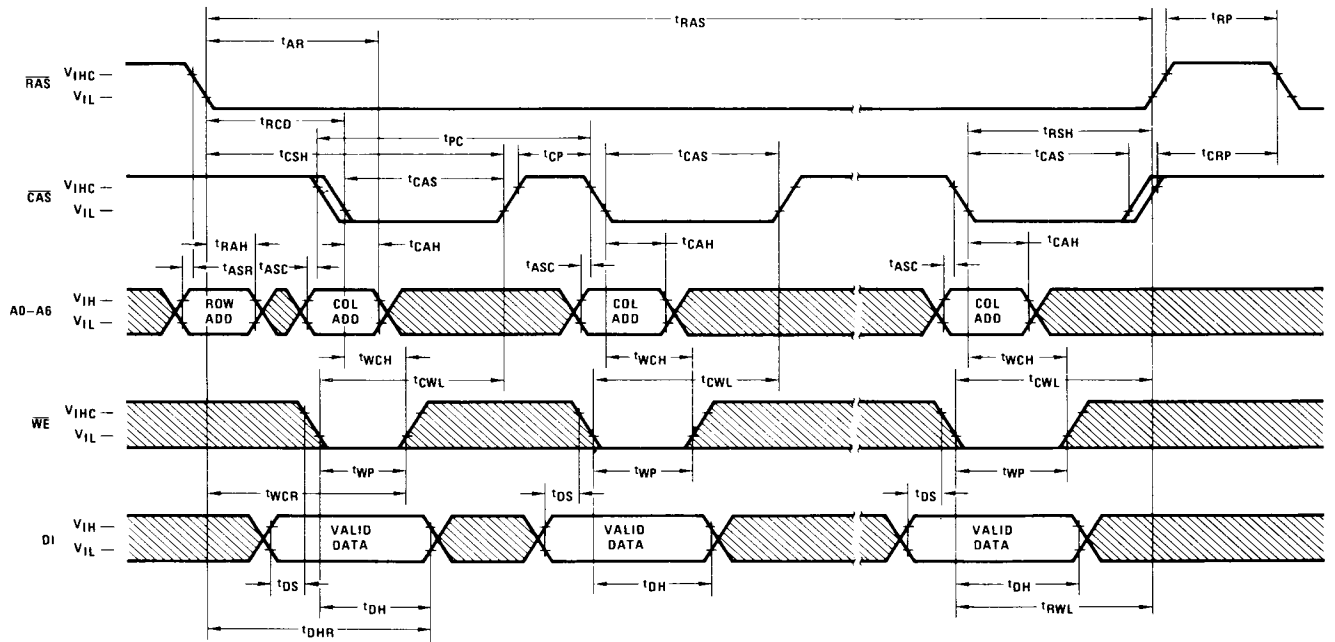 tRAS
tRP
tAR
RAS VIHC
VIL
tRCD
tRSH
tPC
tCSH tCP tCAS tCAS tCRP
CAS VIHC
VIL
tCAS
tRAH tCAH tCAH tCAH
tASR tASC tASC tASC
A0-A6 VIH
VIL
ROW ADD
COL ADD
COL ADD
COL ADD
tWCH tWCH tWCH
tCWL tCWL tCWL
WE VIHC
VIL
tWP tWP tWP
tWCR tDS tDS
DI VIH
VIL
VALID DATA
VALID DATA
VALID DATA
tDS
tDH tDH tDH
tRWL
tDHR